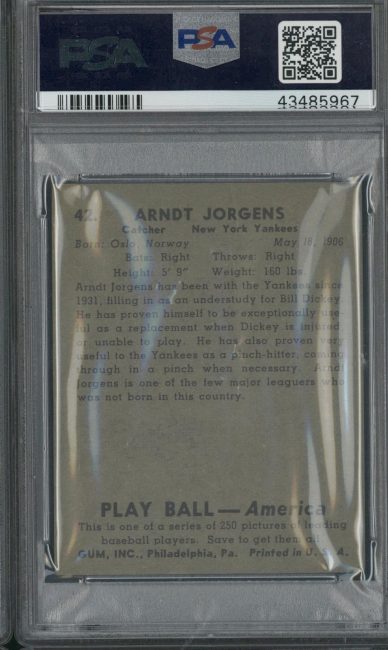 PSA
PSA
43485967
42. ARNDT JORGENS
Catcher New York Yankees
Born: Oslo, Norway May 18, 1906
Bats: Right Throws: Right
Height: 5' 9" Weight: 160 lbs.
Arndt Jorgens has been with the Yankees since
1931, filling in as an understudy for Bill Dickey.
He has proven himself to be exceptionally use-
ful as a replacement when Dickey is injured
or unable to play. He has also proven very
useful to the Yankees as a pinch-hitter, coming
through in a pinch when necessary. Arndt
Jorgens is one of the few major leaguers who
was not born in this country.
PLAY BALL — America
This is one of a series of 250 pictures of leading
baseball players. Save to get them all
GUM, INC., Philadelphia, Pa. Printed in U. S. A.